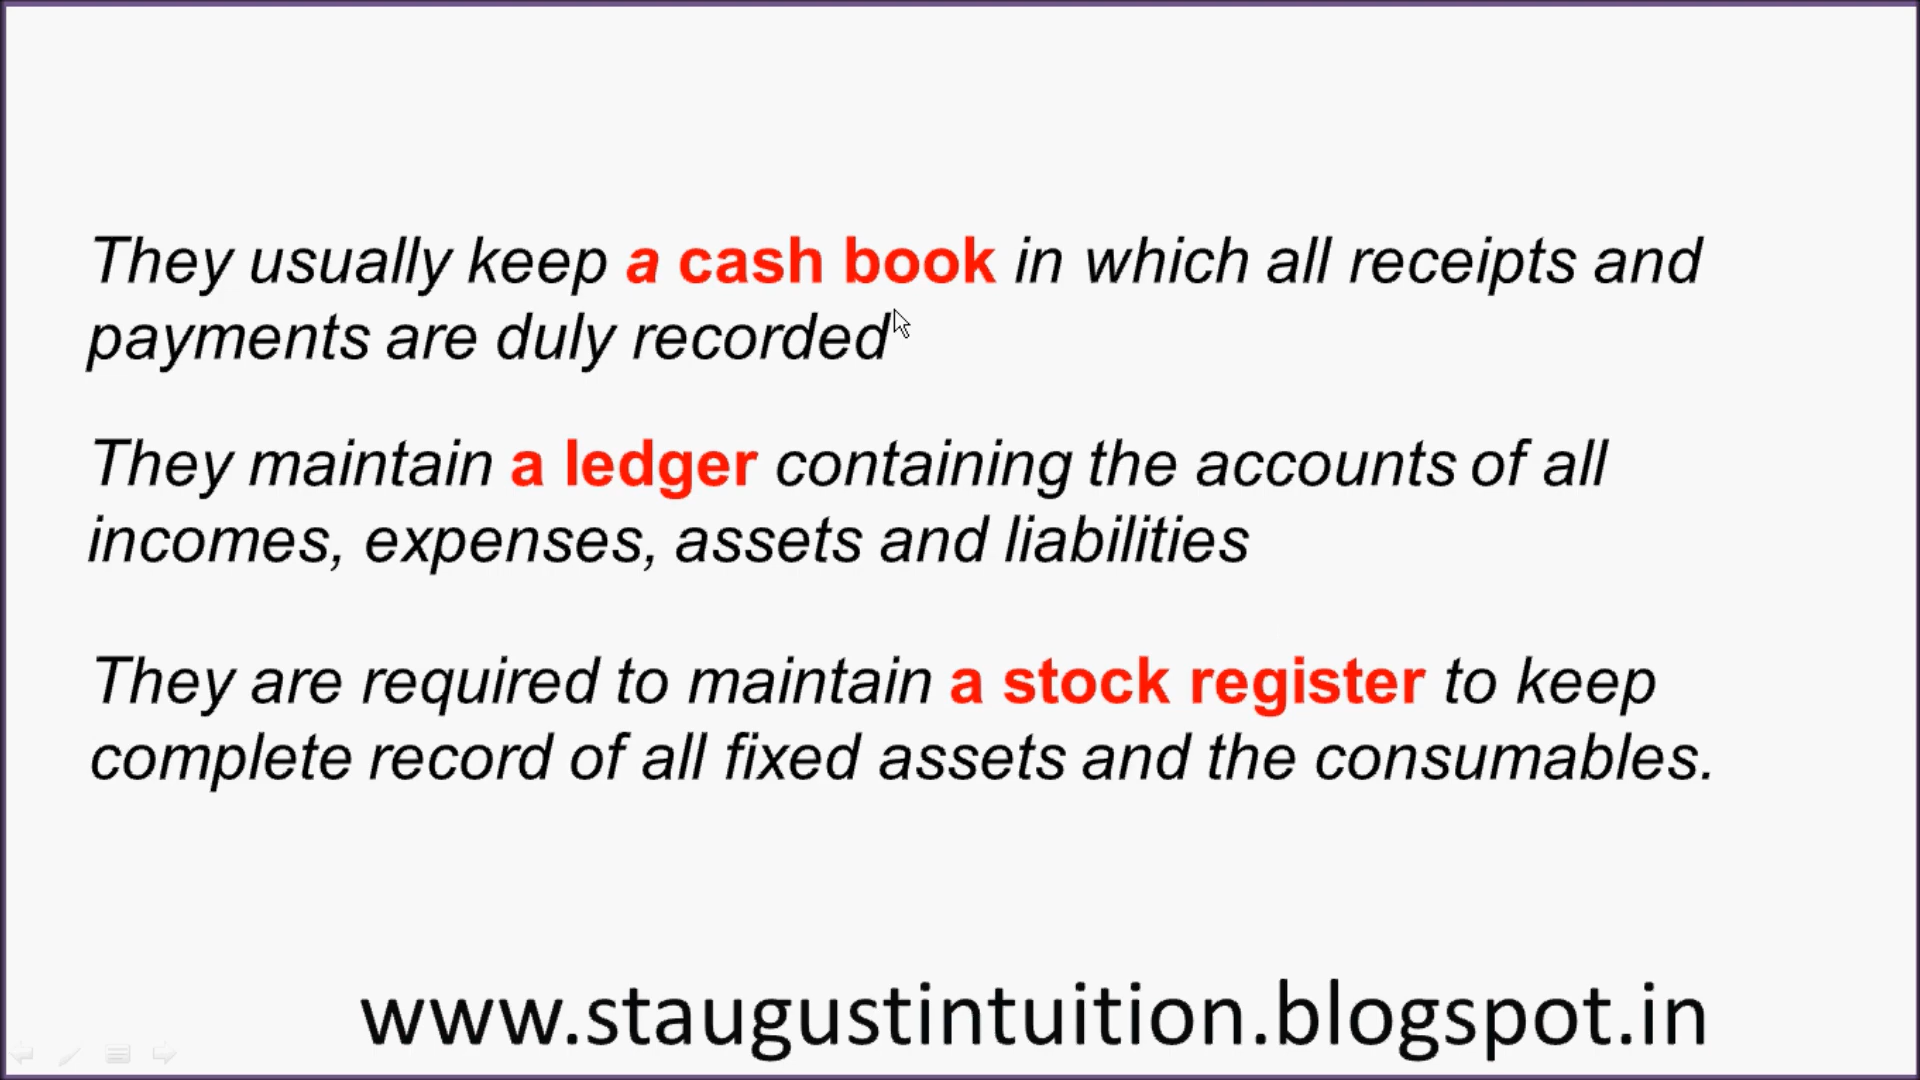 They usually keep a cash book in which all receipts and
payments are duly recorded
They maintain a ledger containing the accounts of all
incomes, expenses, assets and liabilities
They are required to maintain a stock register to keep
complete record of all fixed assets and the consumables.
www.staugustintuition.blogspot.in